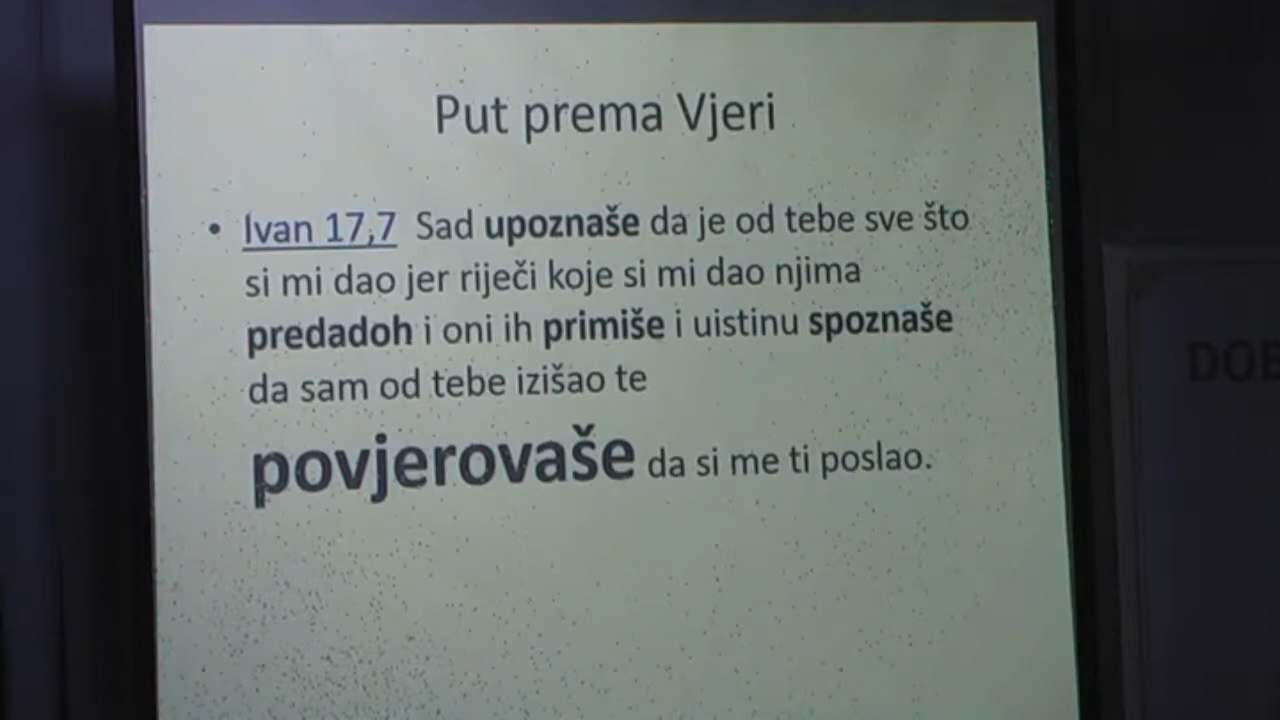 Put prema Vjeri
• Ivan 17,7 Sad upoznaše da je od tebe sve što
si mi dao jer riječi koje si mi dao njima
predadoh i oni ih primiše i uistinu spoznaše
da sam od tebe izišao te
povjerovaše da si me ti poslao.